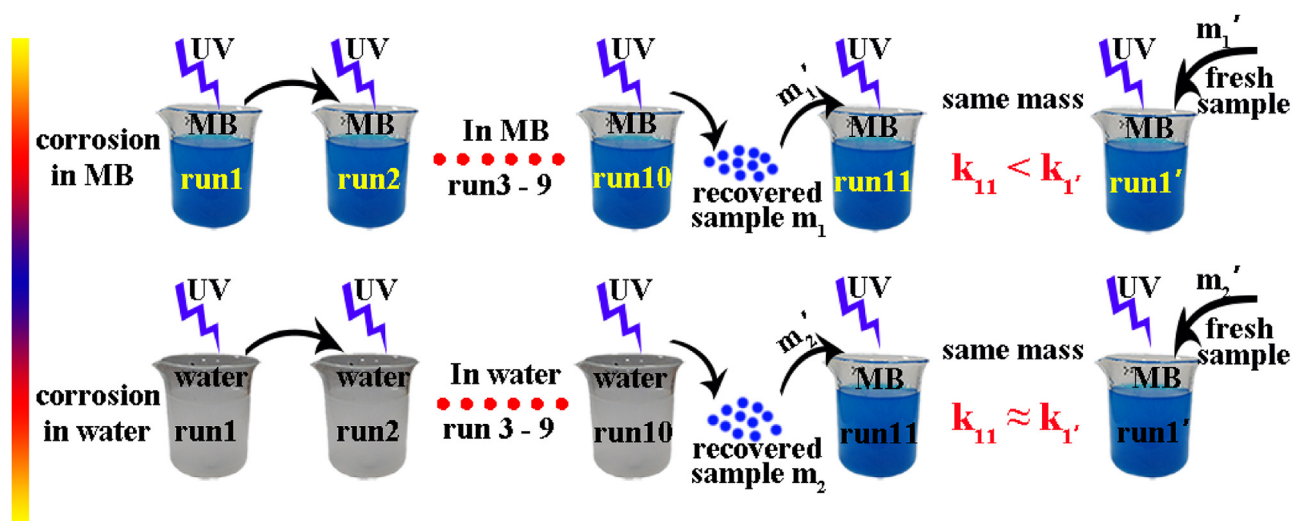 UV
UV
UV
UV
UV
m₁′
fresh
sample
corrosion
in MB
MB
run1
MB
run2
In MB
run3 - 9
MB
run10
recovered
sample m₁
m₁′
MB
run11
same mass
k₁₁ < k₁′
MB
run1′
UV
UV
UV
UV
UV
m₂′
fresh
sample
corrosion
in water
water
run1
water
run2
In water
run 3 - 9
water
run10
recovered
sample m₂
m₂′
MB
run11
same mass
k₁₁ ≈ k₁′
MB
run1′